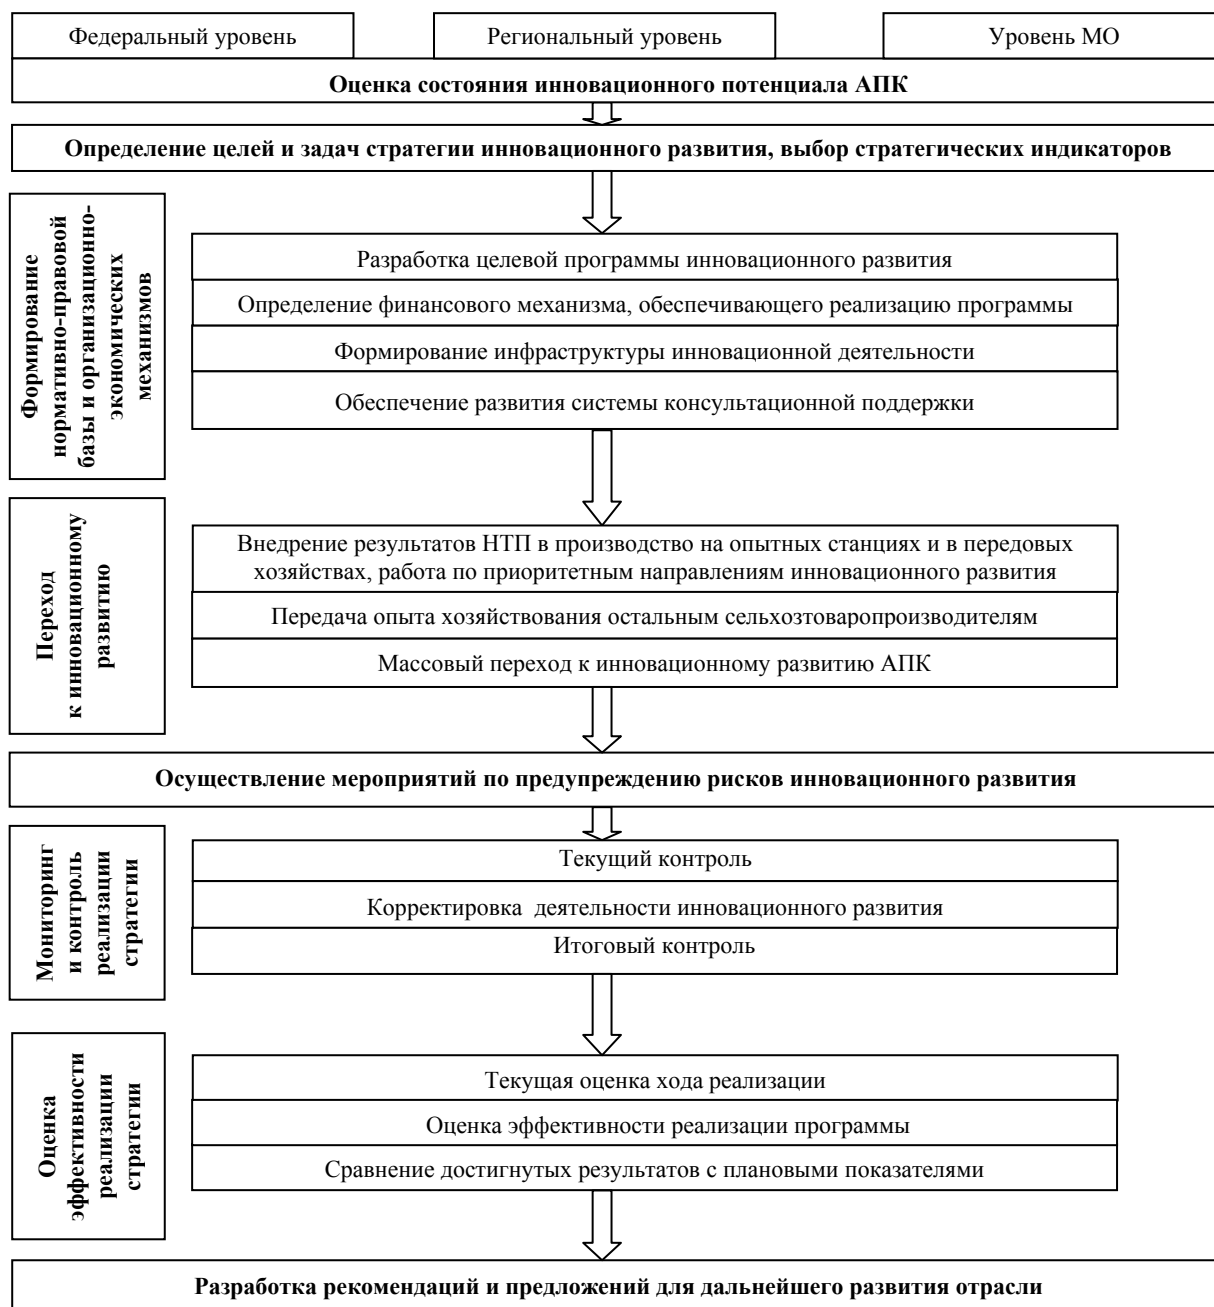 Федеральный уровень
Региональный уровень
Уровень МО
Оценка состояния инновационного потенциала АПК
Определение целей и задач стратегии инновационного развития, выбор стратегических индикаторов
Формирование
нормативно-правовой
базы и организационно-
экономических
механизмов
Разработка целевой программы инновационного развития
Определение финансового механизма, обеспечивающего реализацию программы
Формирование инфраструктуры инновационной деятельности
Обеспечение развития системы консультационной поддержки
Переход
к инновационному
развитию
Внедрение результатов НТП в производство на опытных станциях и в передовых
хозяйствах, работа по приоритетным направлениям инновационного развития
Передача опыта хозяйствования остальным сельхозтоваропроизводителям
Массовый переход к инновационному развитию АПК
Осуществление мероприятий по предупреждению рисков инновационного развития
Мониторинг
и контроль
реализации
стратегии
Текущий контроль
Корректировка деятельности инновационного развития
Итоговый контроль
Оценка
эффективности
реализации
стратегии
Текущая оценка хода реализации
Оценка эффективности реализации программы
Сравнение достигнутых результатов с плановыми показателями
Разработка рекомендаций и предложений для дальнейшего развития отрасли